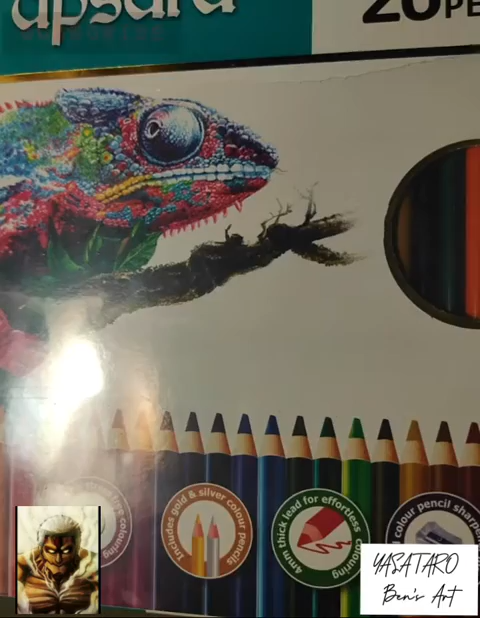 apsara
26 PE
Includes gold & silver colour pencils
4mm thick lead for effortless colouring
colour pencil sharp
YASATARO
Ben's Art